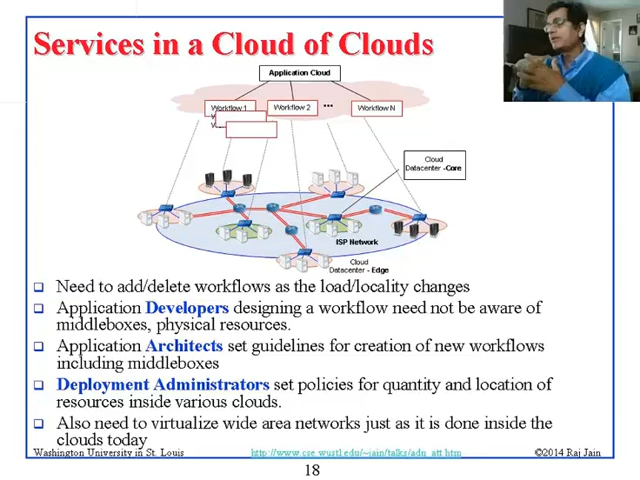 Services in a Cloud of Clouds
Application Cloud
Workflow 1
Workflow 2
...
Workflow N
Cloud
Datacenter -Core
ISP Network
Cloud
Datacenter - Edge
Need to add/delete workflows as the load/locality changes
Application Developers designing a workflow need not be aware of
middleboxes, physical resources.
Application Architects set guidelines for creation of new workflows
including middleboxes
Deployment Administrators set policies for quantity and location of
resources inside various clouds.
Also need to virtualize wide area networks just as it is done inside the
clouds today
Washington University in St. Louis
http://www.cse.wustl.edu/~jain/talks/adn_att.htm
©2014 Raj Jain
18